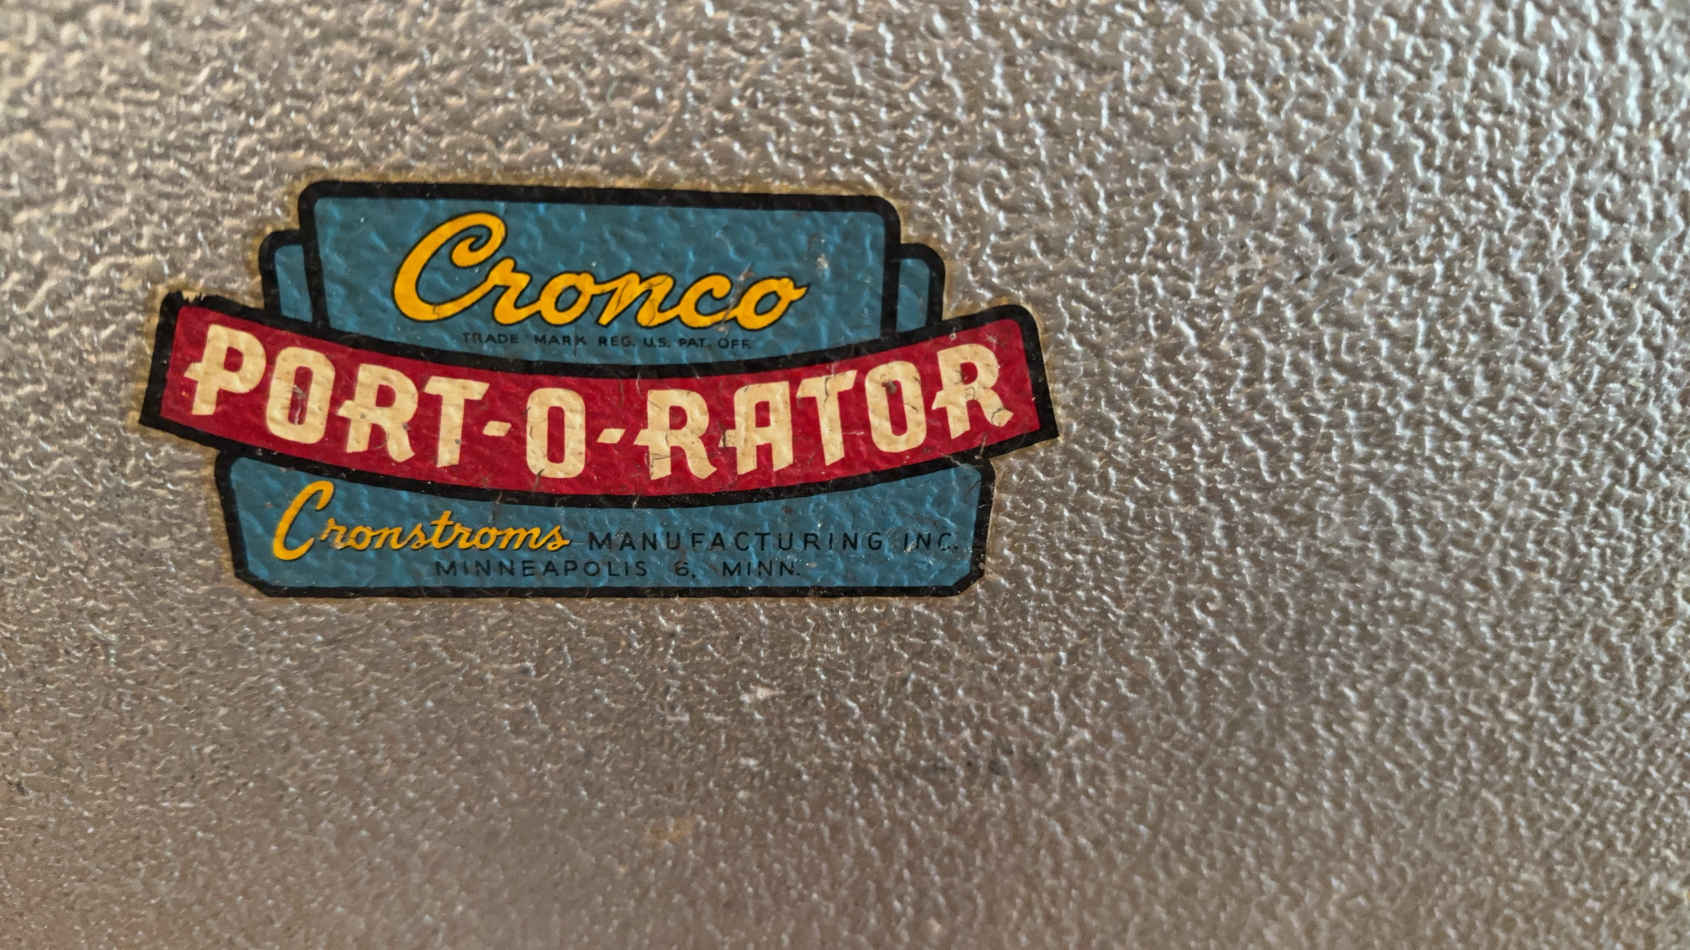 Cronco
TRADE MARK REG. U.S. PAT. OFF.
PORT-O-RATOR
Cronstroms MANUFACTURING INC.
MINNEAPOLIS 6, MINN.